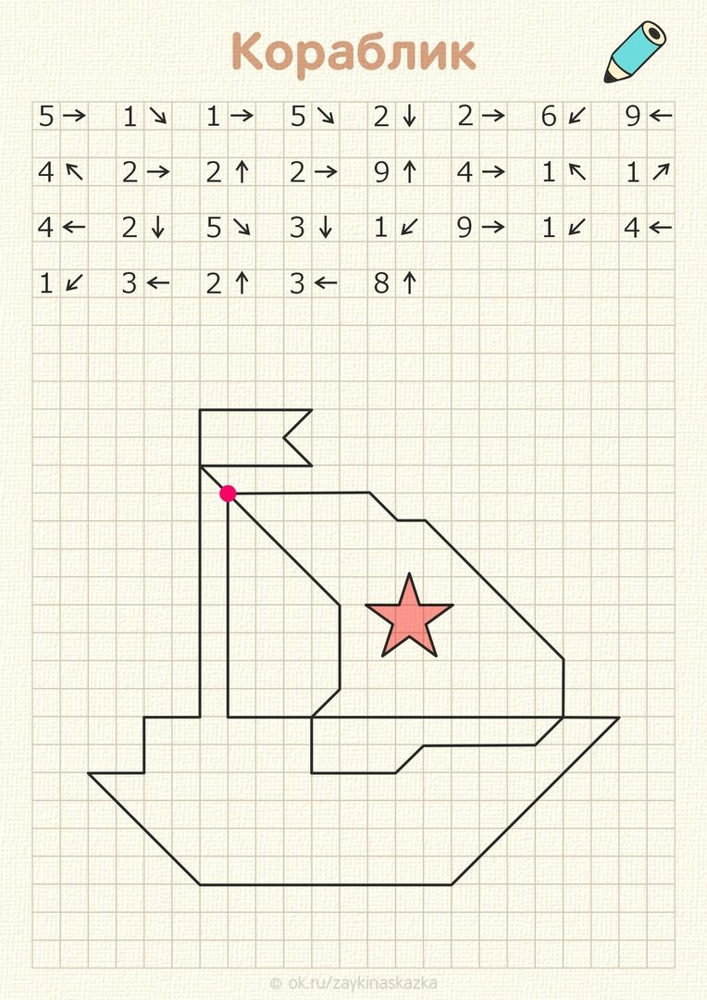 Кораблик
5 → 1 ↘ 1 → 5 ↘ 2 ↓ 2 → 6 ↙ 9 ←
4 ↖ 2 → 2 ↑ 2 → 9 ↑ 4 → 1 ↖ 1 ↗
4 ← 2 ↓ 5 ↘ 3 ↓ 1 ↙ 9 → 1 ↙ 4 ←
1 ↙ 3 ← 2 ↑ 3 ← 8 ↑
© ok.ru/zaykinaskazka